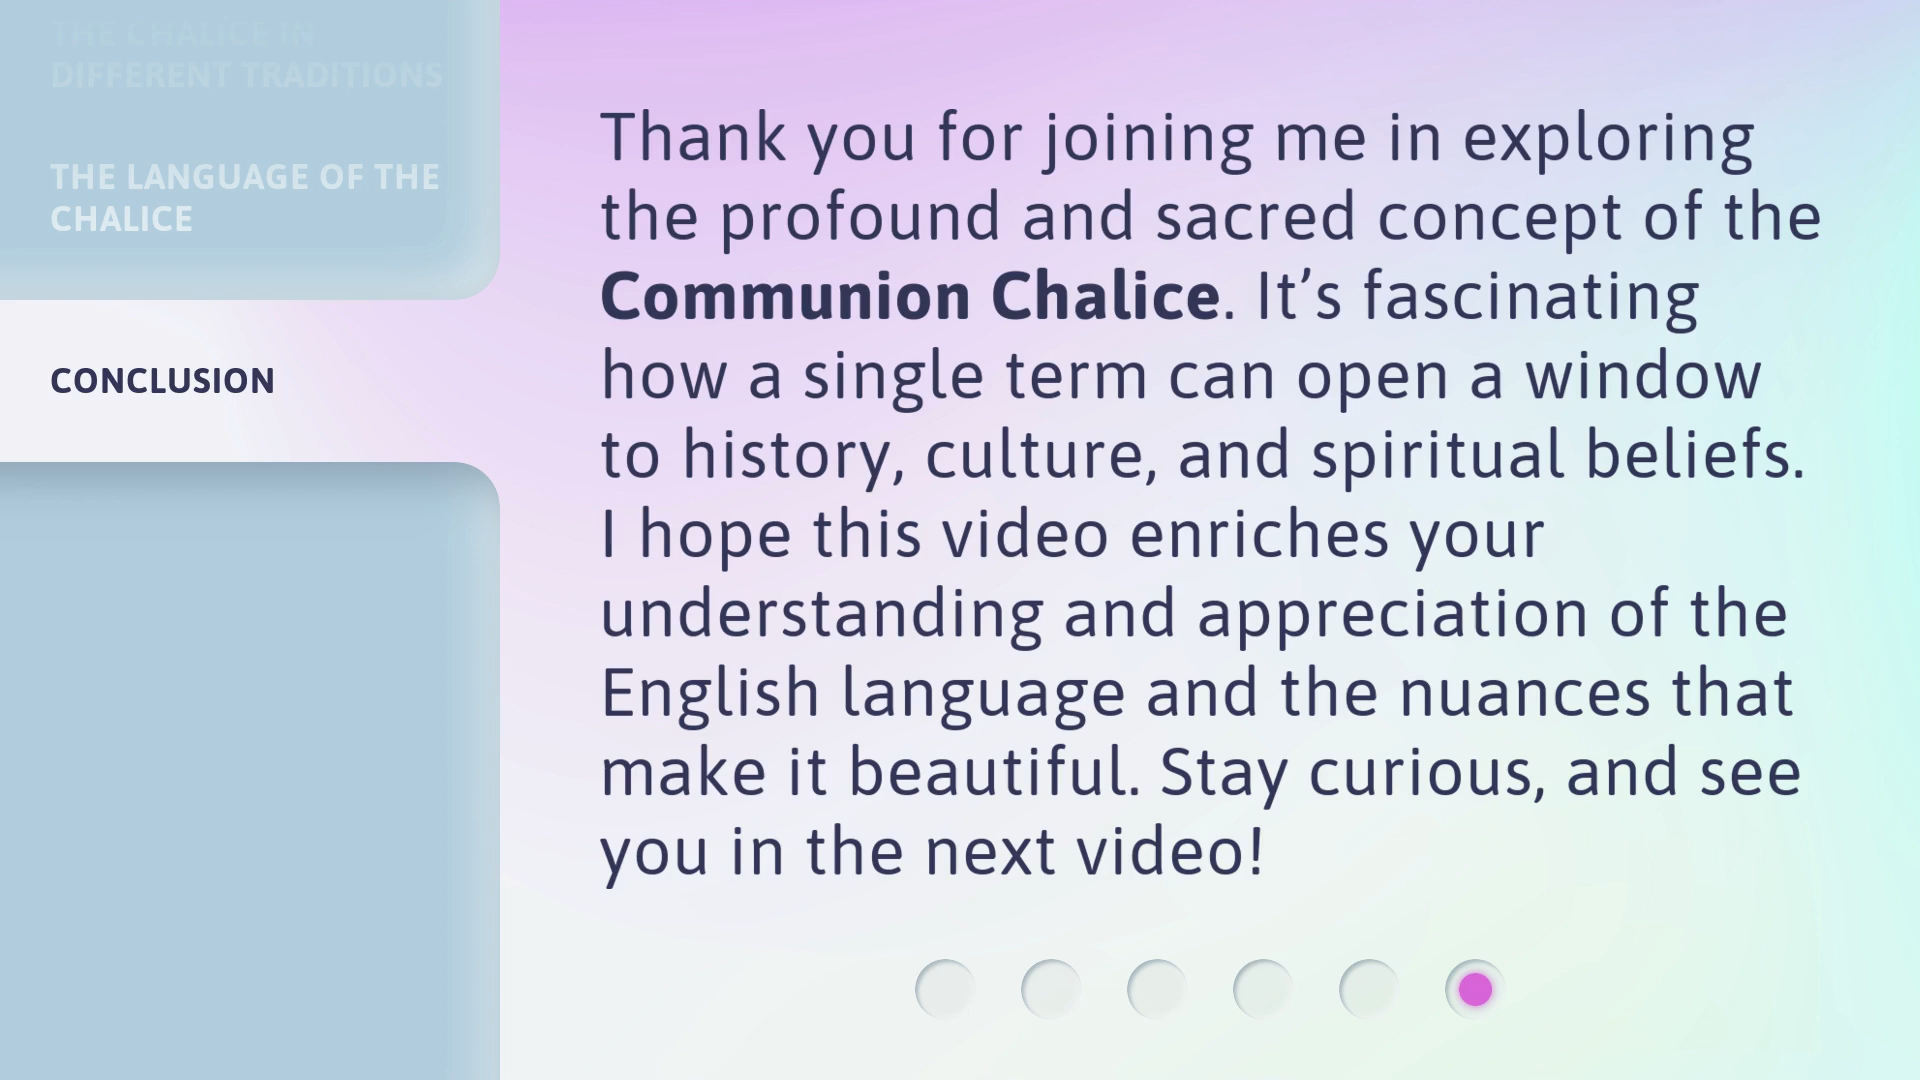 THE CHALICE IN
DIFFERENT TRADITIONS
THE LANGUAGE OF THE
CHALICE
CONCLUSION
Thank you for joining me in exploring
the profound and sacred concept of the
Communion Chalice. It’s fascinating
how a single term can open a window
to history, culture, and spiritual beliefs.
I hope this video enriches your
understanding and appreciation of the
English language and the nuances that
make it beautiful. Stay curious, and see
you in the next video!